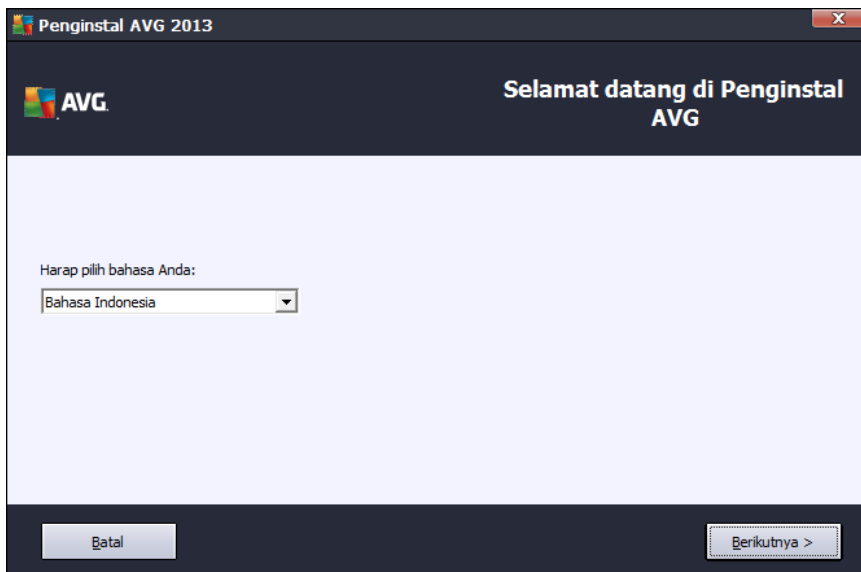 Penginstal AVG 2013
AVG.
Selamat datang di Penginstal
AVG
Harap pilih bahasa Anda:
Bahasa Indonesia
Batal
Berikutnya >